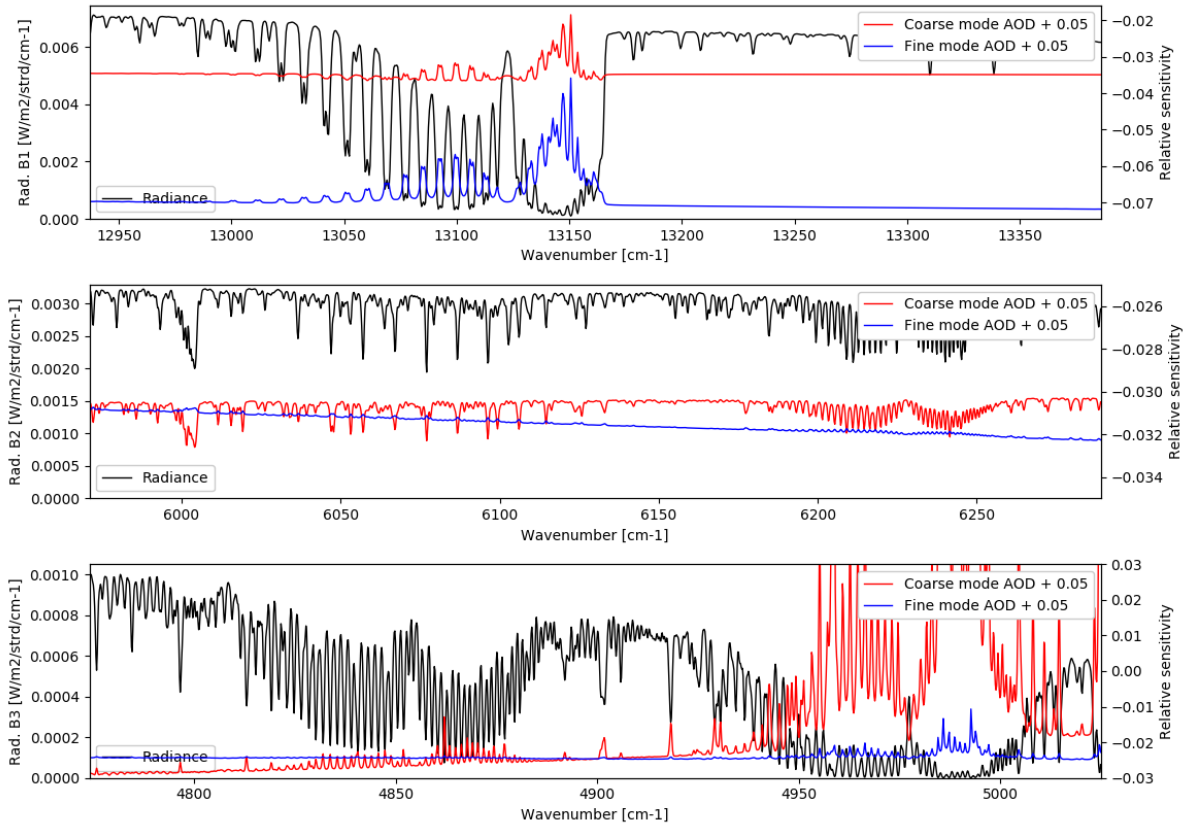 Rad. B1 [W/m2/strd/cm-1]
0.006
0.004
0.002
0.000
Radiance
Coarse mode AOD + 0.05
Fine mode AOD + 0.05
−0.02
−0.03
−0.04
−0.05
−0.06
−0.07
Relative sensitivity
12950 13000 13050 13100 13150 13200 13250 13300 13350
Wavenumber [cm-1]
Rad. B2 [W/m2/strd/cm-1]
0.0030
0.0025
0.0020
0.0015
0.0010
0.0005
0.0000
Radiance
Coarse mode AOD + 0.05
Fine mode AOD + 0.05
−0.026
−0.028
−0.030
−0.032
−0.034
Relative sensitivity
6000 6050 6100 6150 6200 6250
Wavenumber [cm-1]
Rad. B3 [W/m2/strd/cm-1]
0.0010
0.0008
0.0006
0.0004
0.0002
0.0000
Radiance
Coarse mode AOD + 0.05
Fine mode AOD + 0.05
0.03
0.02
0.01
0.00
−0.01
−0.02
−0.03
Relative sensitivity
4800 4850 4900 4950 5000
Wavenumber [cm-1]